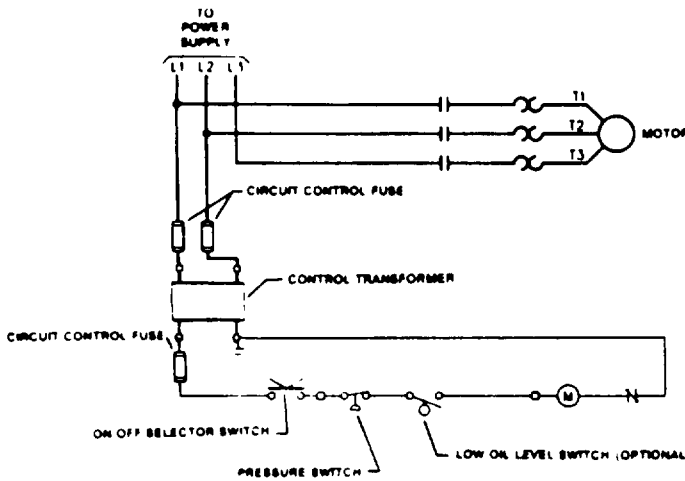 TO
POWER
SUPPLY
L1 L2 L3
T1
T2
MOTOR
T3
CIRCUIT CONTROL FUSE
CONTROL TRANSFORMER
CIRCUIT CONTROL FUSE
M
ON OFF SELECTOR SWITCH
LOW OIL LEVEL SWITCH (OPTIONAL
PRESSURE SWITCH